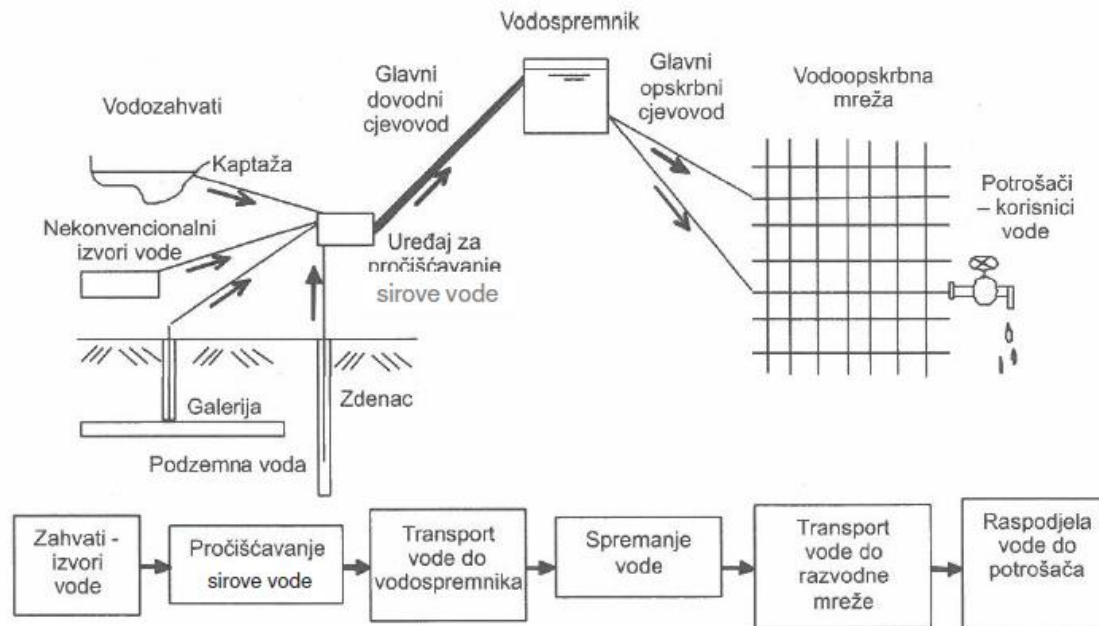 Vodospremnik
Glavni
dovodni
cjevovod
Glavni
opskrbni
cjevovod
Vodoopskrbna
mreža
Vodozahvati
Kaptaža
Nekonvencionalni
izvori vode
Uređaj za
pročišćavanje
sirove vode
Potrošači
– korisnici
vode
Galerija
Zdenac
Podzemna voda
Zahvati -
izvori
vode
Pročišćavanje
sirove vode
Transport
vode do
vodospremnika
Spremanje
vode
Transport
vode do
razvodne
mreže
Raspodjela
vode do
potrošača